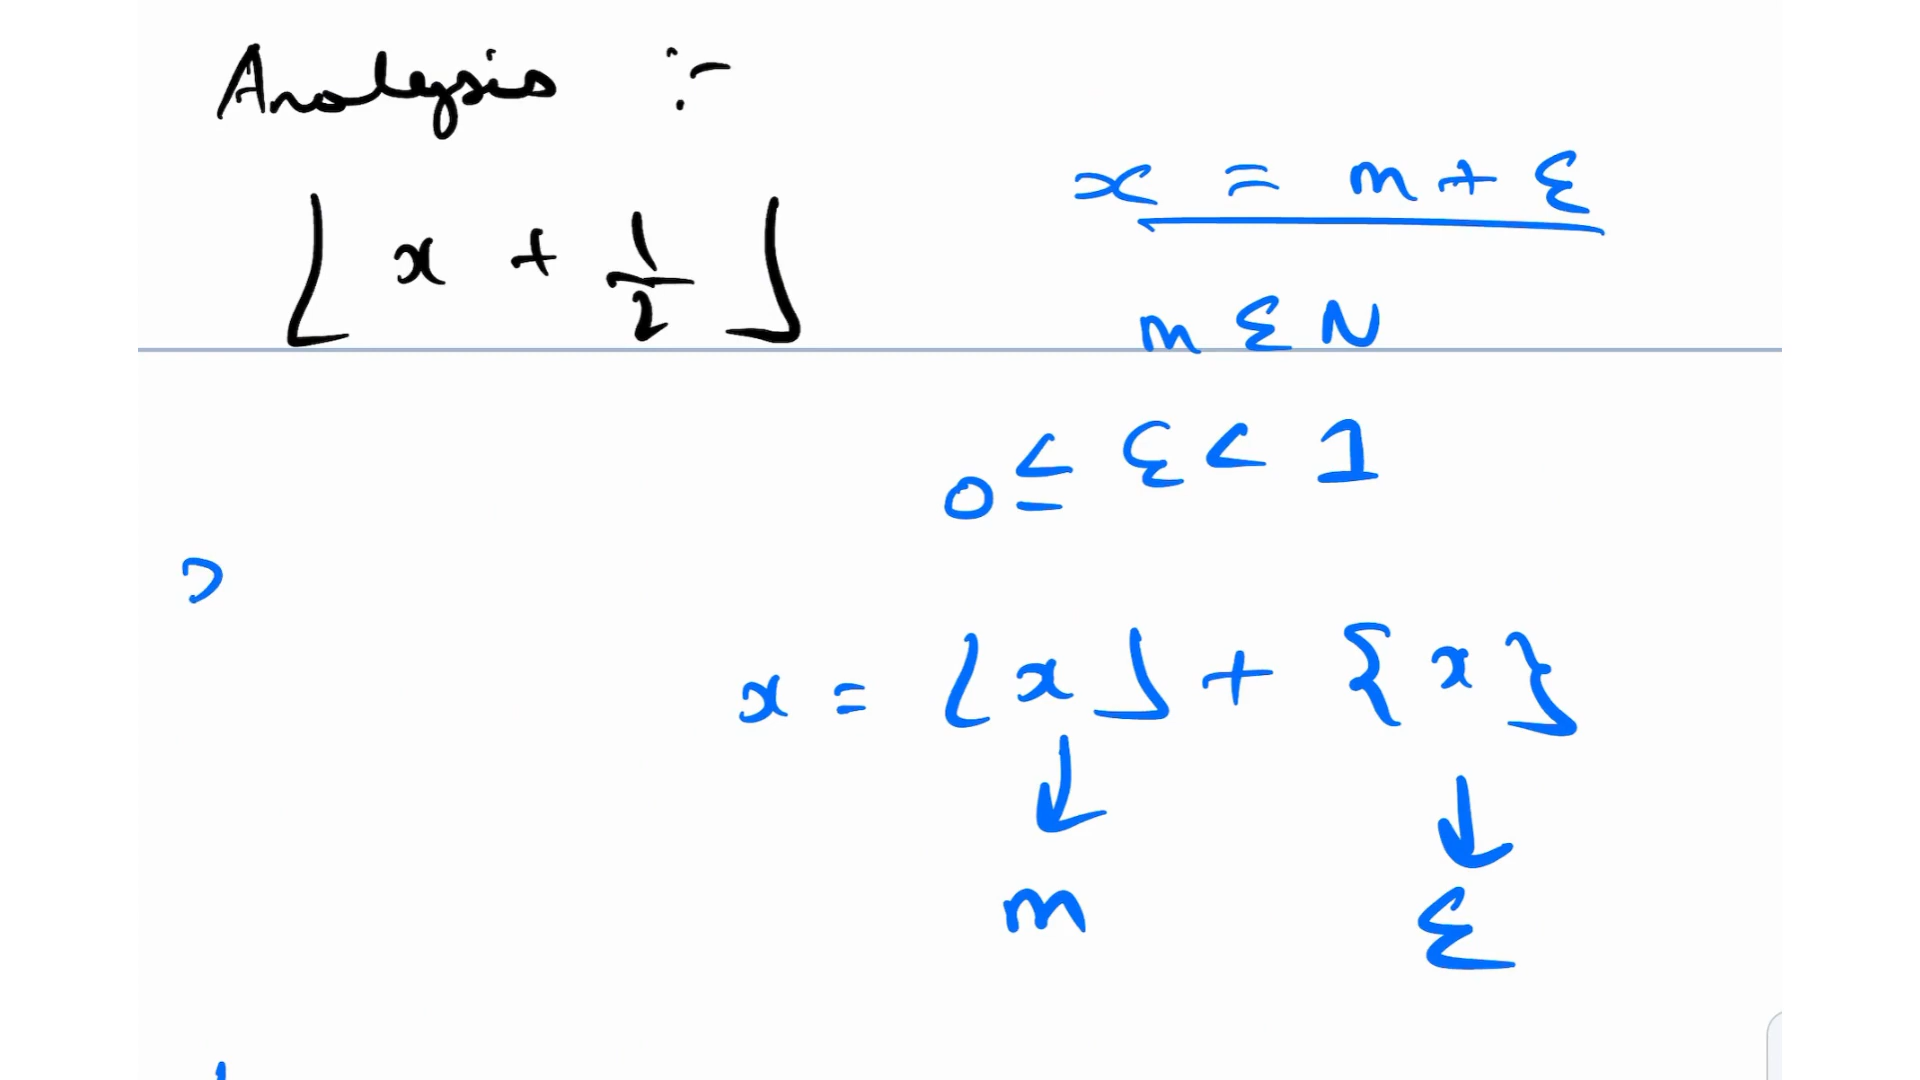 Analysis :-
⌊ x + 1/2 ⌋
x = m + ε
m ε N
0 ≤ ε < 1
x = ⌊ x ⌋ + { x }
↓ ↓
m ε